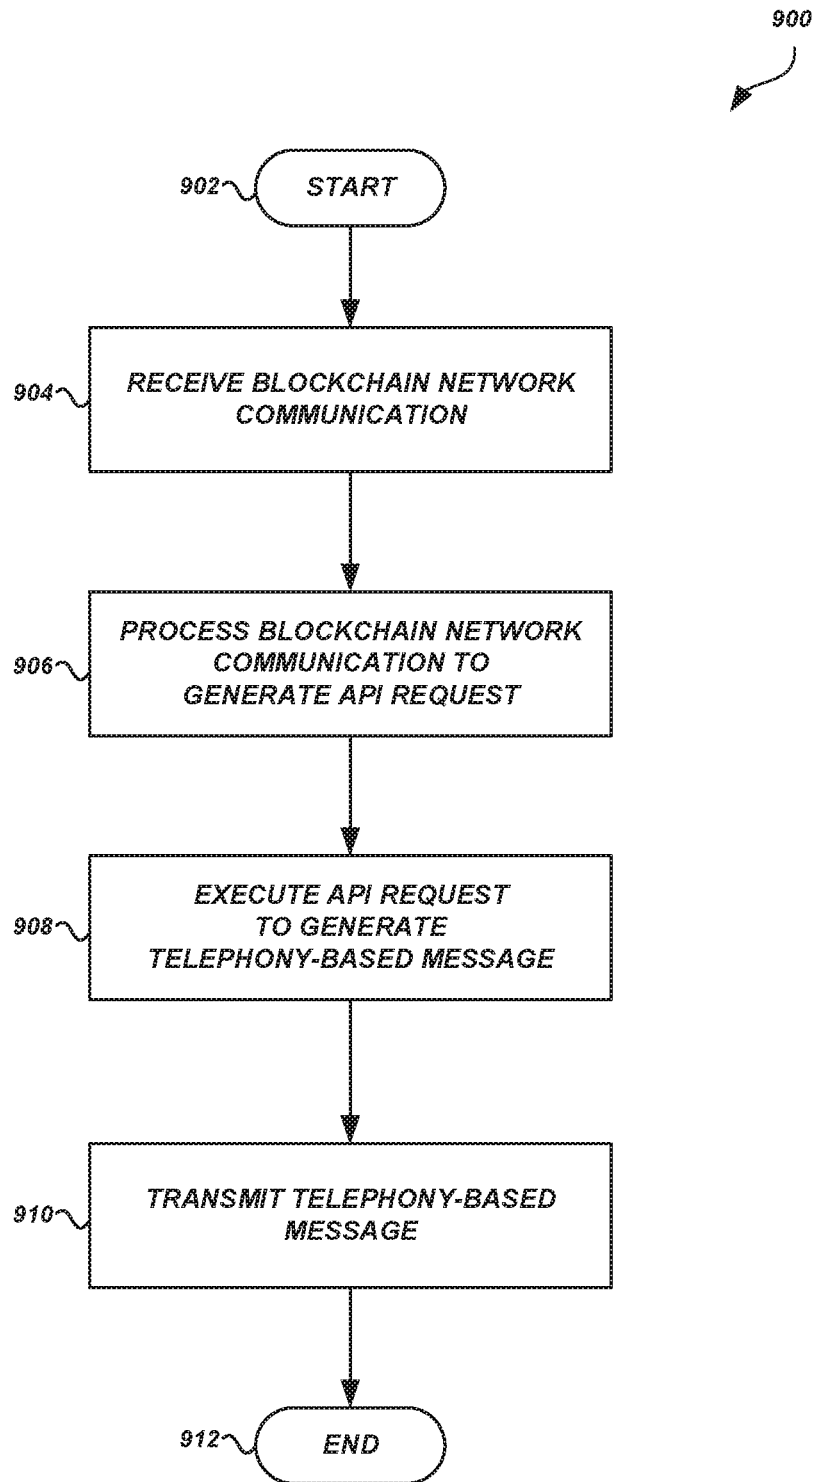 900
902
START
904
RECEIVE BLOCKCHAIN NETWORK
COMMUNICATION
906
PROCESS BLOCKCHAIN NETWORK
COMMUNICATION TO
GENERATE API REQUEST
908
EXECUTE API REQUEST
TO GENERATE
TELEPHONY-BASED MESSAGE
910
TRANSMIT TELEPHONY-BASED
MESSAGE
912
END